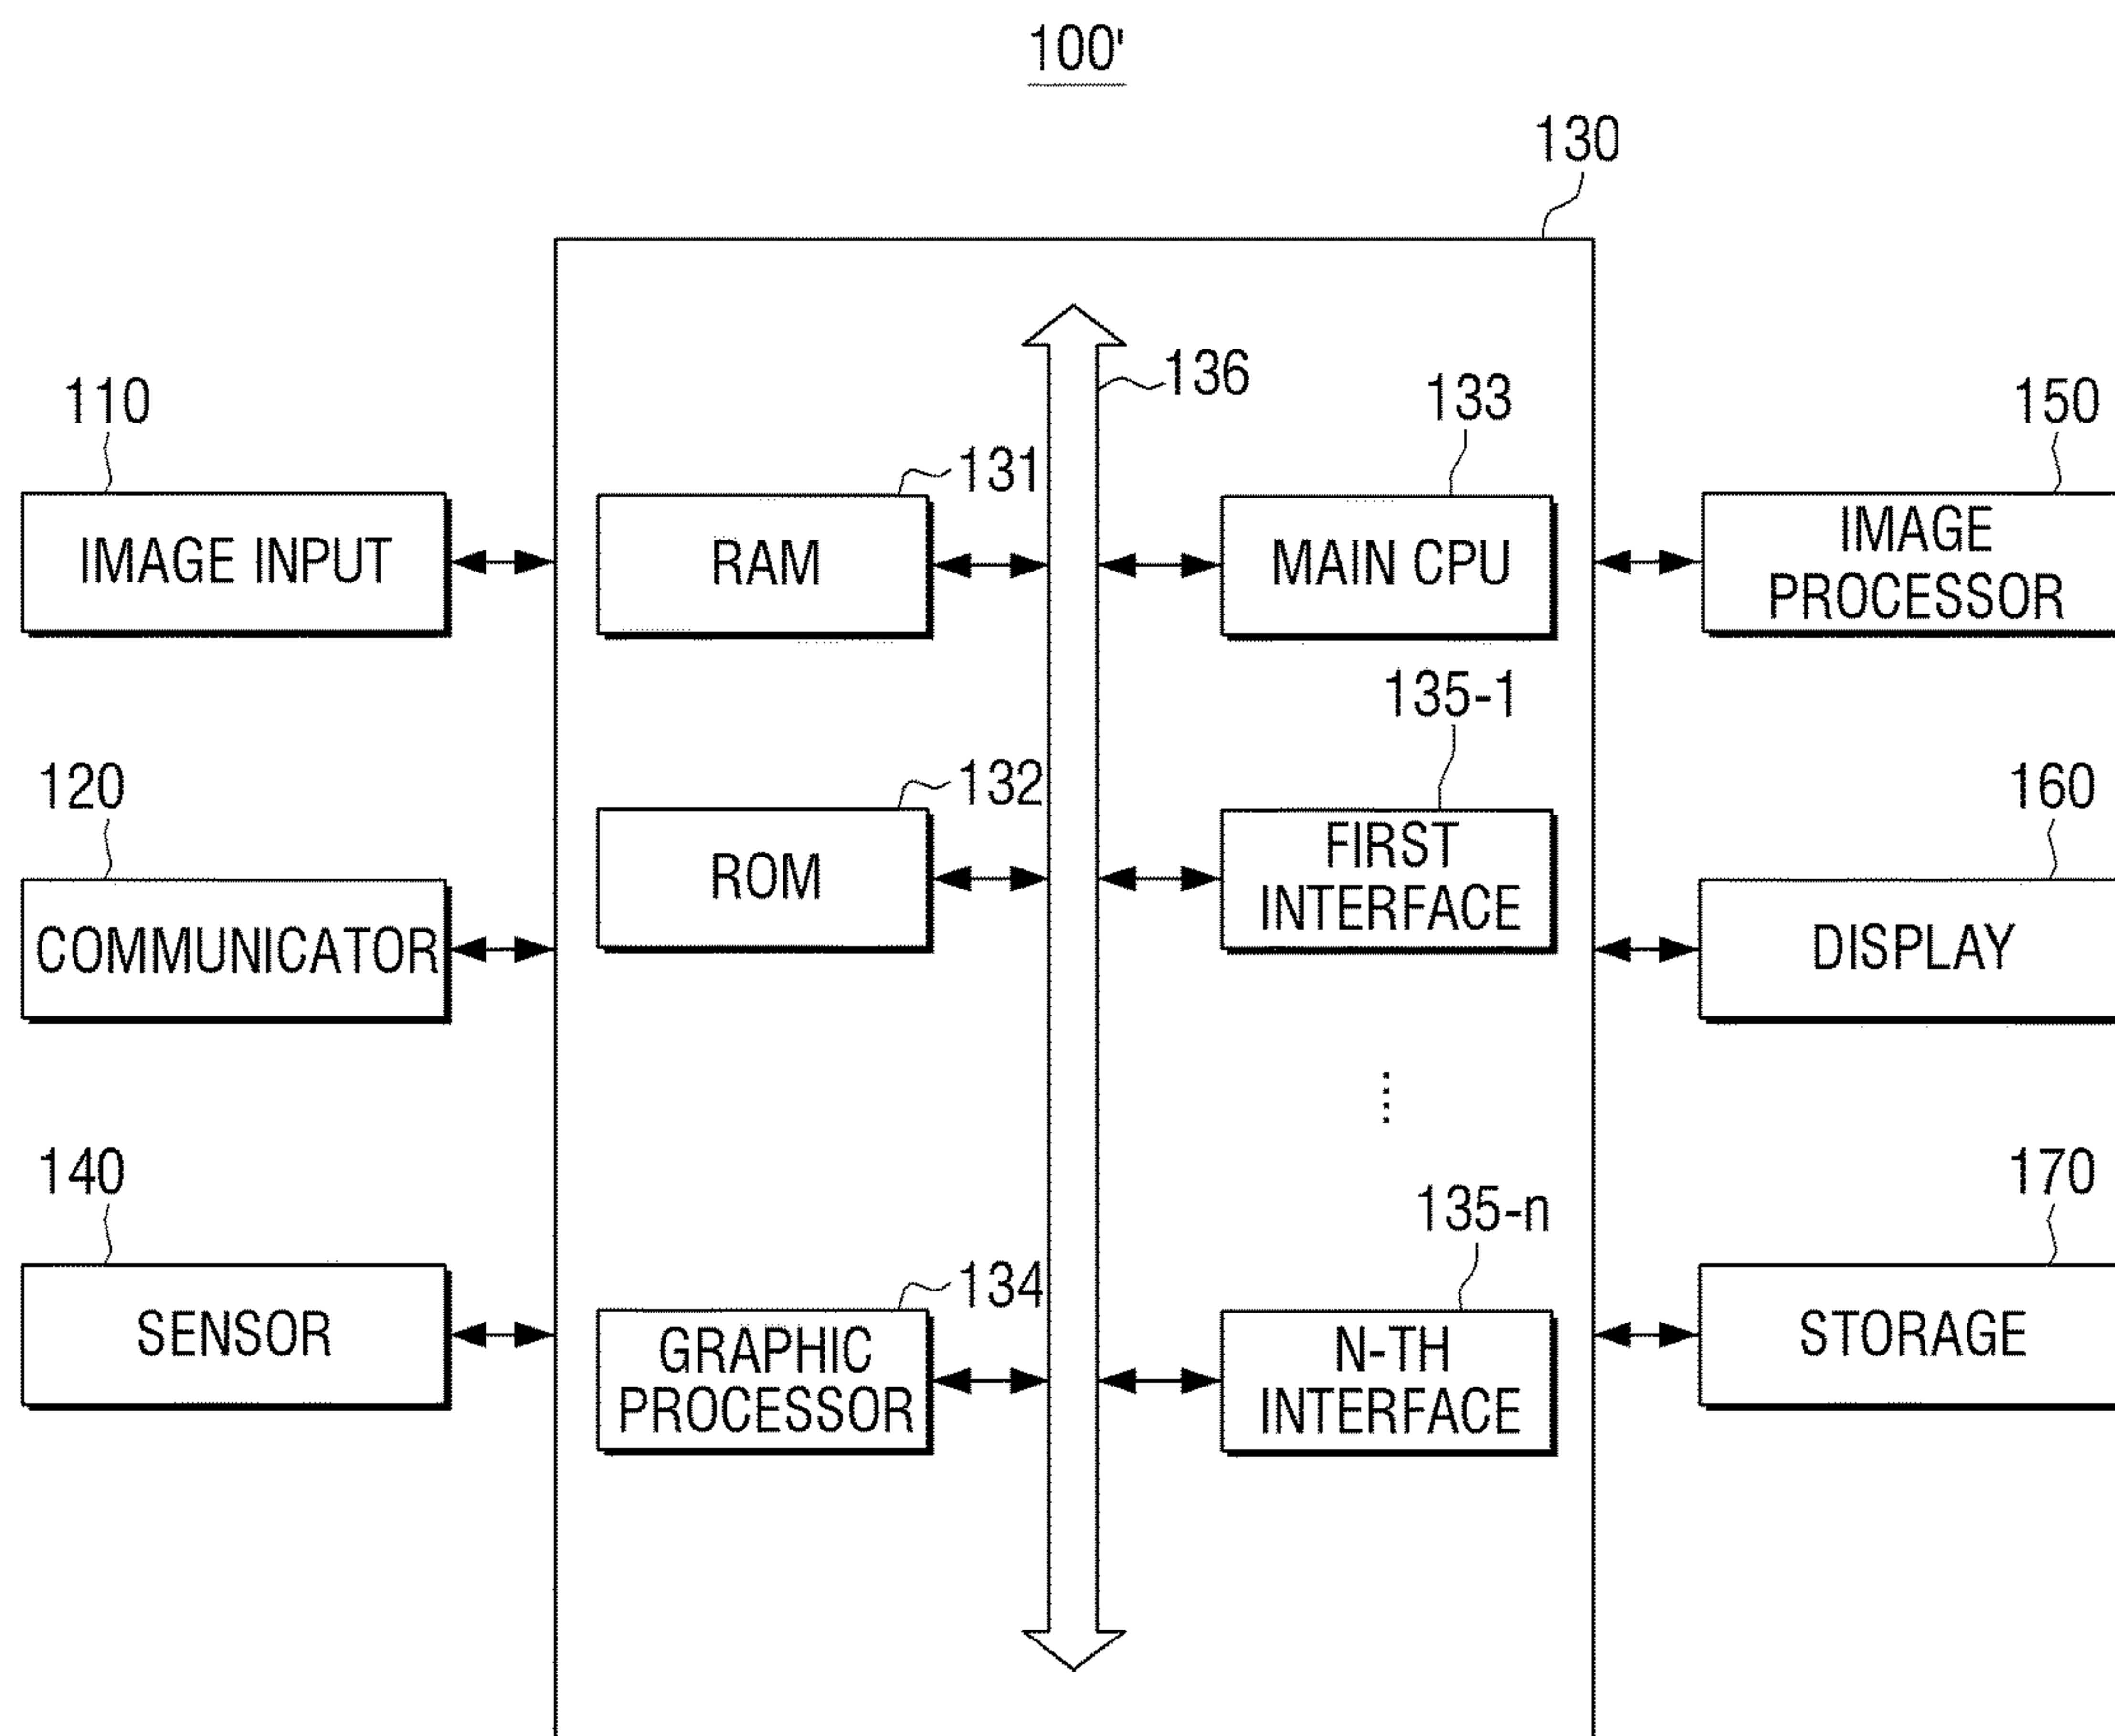 100'
130
136
110
131
133
150
IMAGE INPUT
RAM
MAIN CPU
IMAGE
PROCESSOR
120
132
135-1
160
COMMUNICATOR
ROM
FIRST
INTERFACE
DISPLAY
140
134
135-n
170
SENSOR
GRAPHIC
PROCESSOR
N-TH
INTERFACE
STORAGE